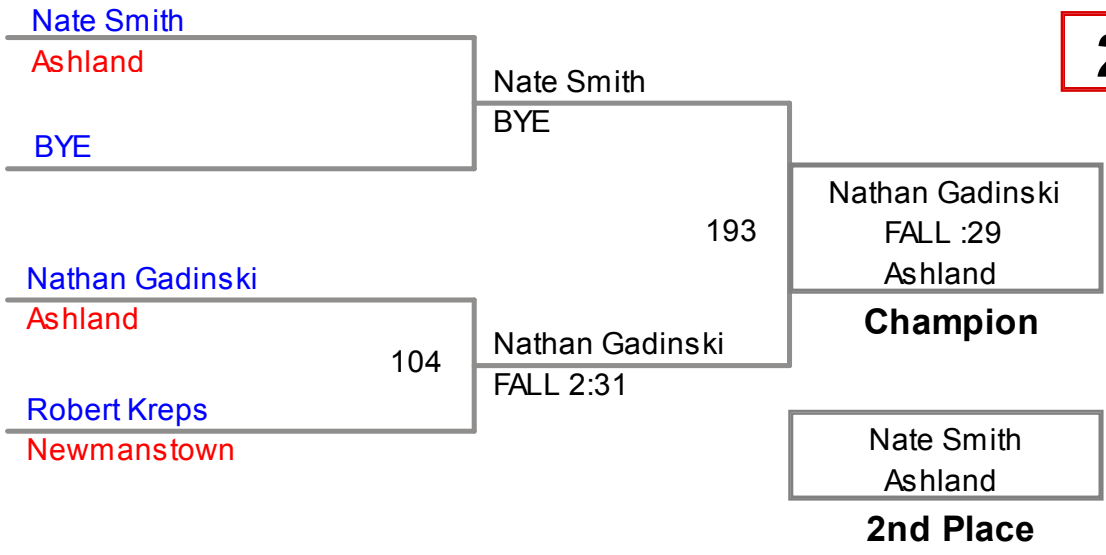 Nate Smith
Ashland
BYE
Nate Smith
BYE
Nathan Gadinski
Ashland
104
Robert Kreps
Newmanstown
Nathan Gadinski
FALL 2:31
193
2
Nathan Gadinski
FALL :29
Ashland
Champion
Nate Smith
Ashland
2nd Place